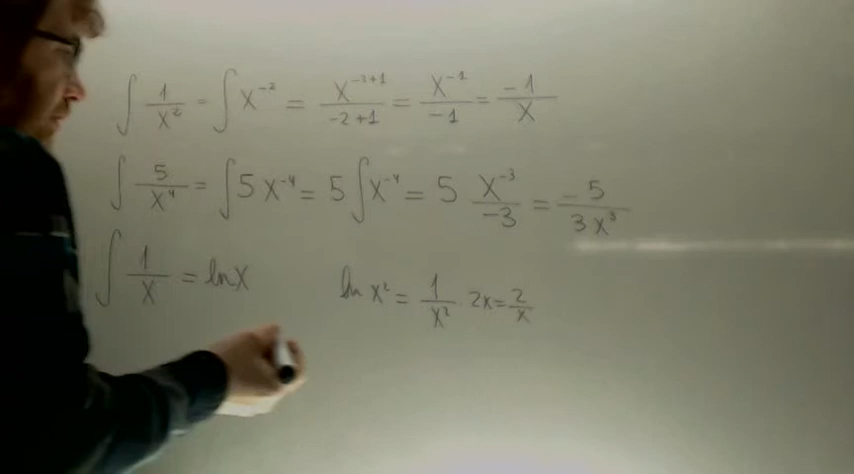 ∫ 1/x² = ∫ x⁻² = x⁻²⁺¹/-2+1 = x⁻¹/-1 = -1/x
∫ 5/x⁴ = ∫ 5x⁻⁴ = 5 ∫ x⁻⁴ = 5 x⁻³/-3 = -5/3x³
∫ 1/x = lnx ln x² = 1/x² · 2x = 2/x